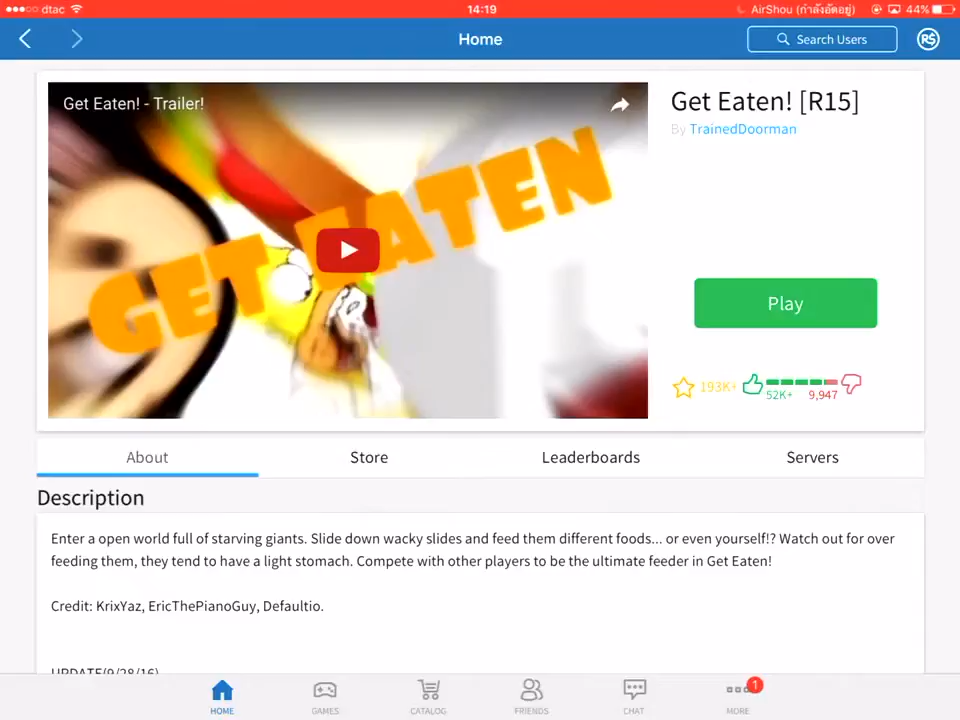 dtac
14:19
AirShou (กำลังอัดอยู่)
44%
Home
Search Users
R$
Get Eaten! - Trailer!
GET EATEN
Get Eaten! [R15]
By TrainedDoorman
Play
193K+
52K+
9,947
About
Store
Leaderboards
Servers
Description
Enter a open world full of starving giants. Slide down wacky slides and feed them different foods... or even yourself!? Watch out for over
feeding them, they tend to have a light stomach. Compete with other players to be the ultimate feeder in Get Eaten!
Credit: KrixYaz, EricThePianoGuy, Defaultio.
UPDATE(9/28/16)
HOME
GAMES
CATALOG
FRIENDS
CHAT
1
MORE